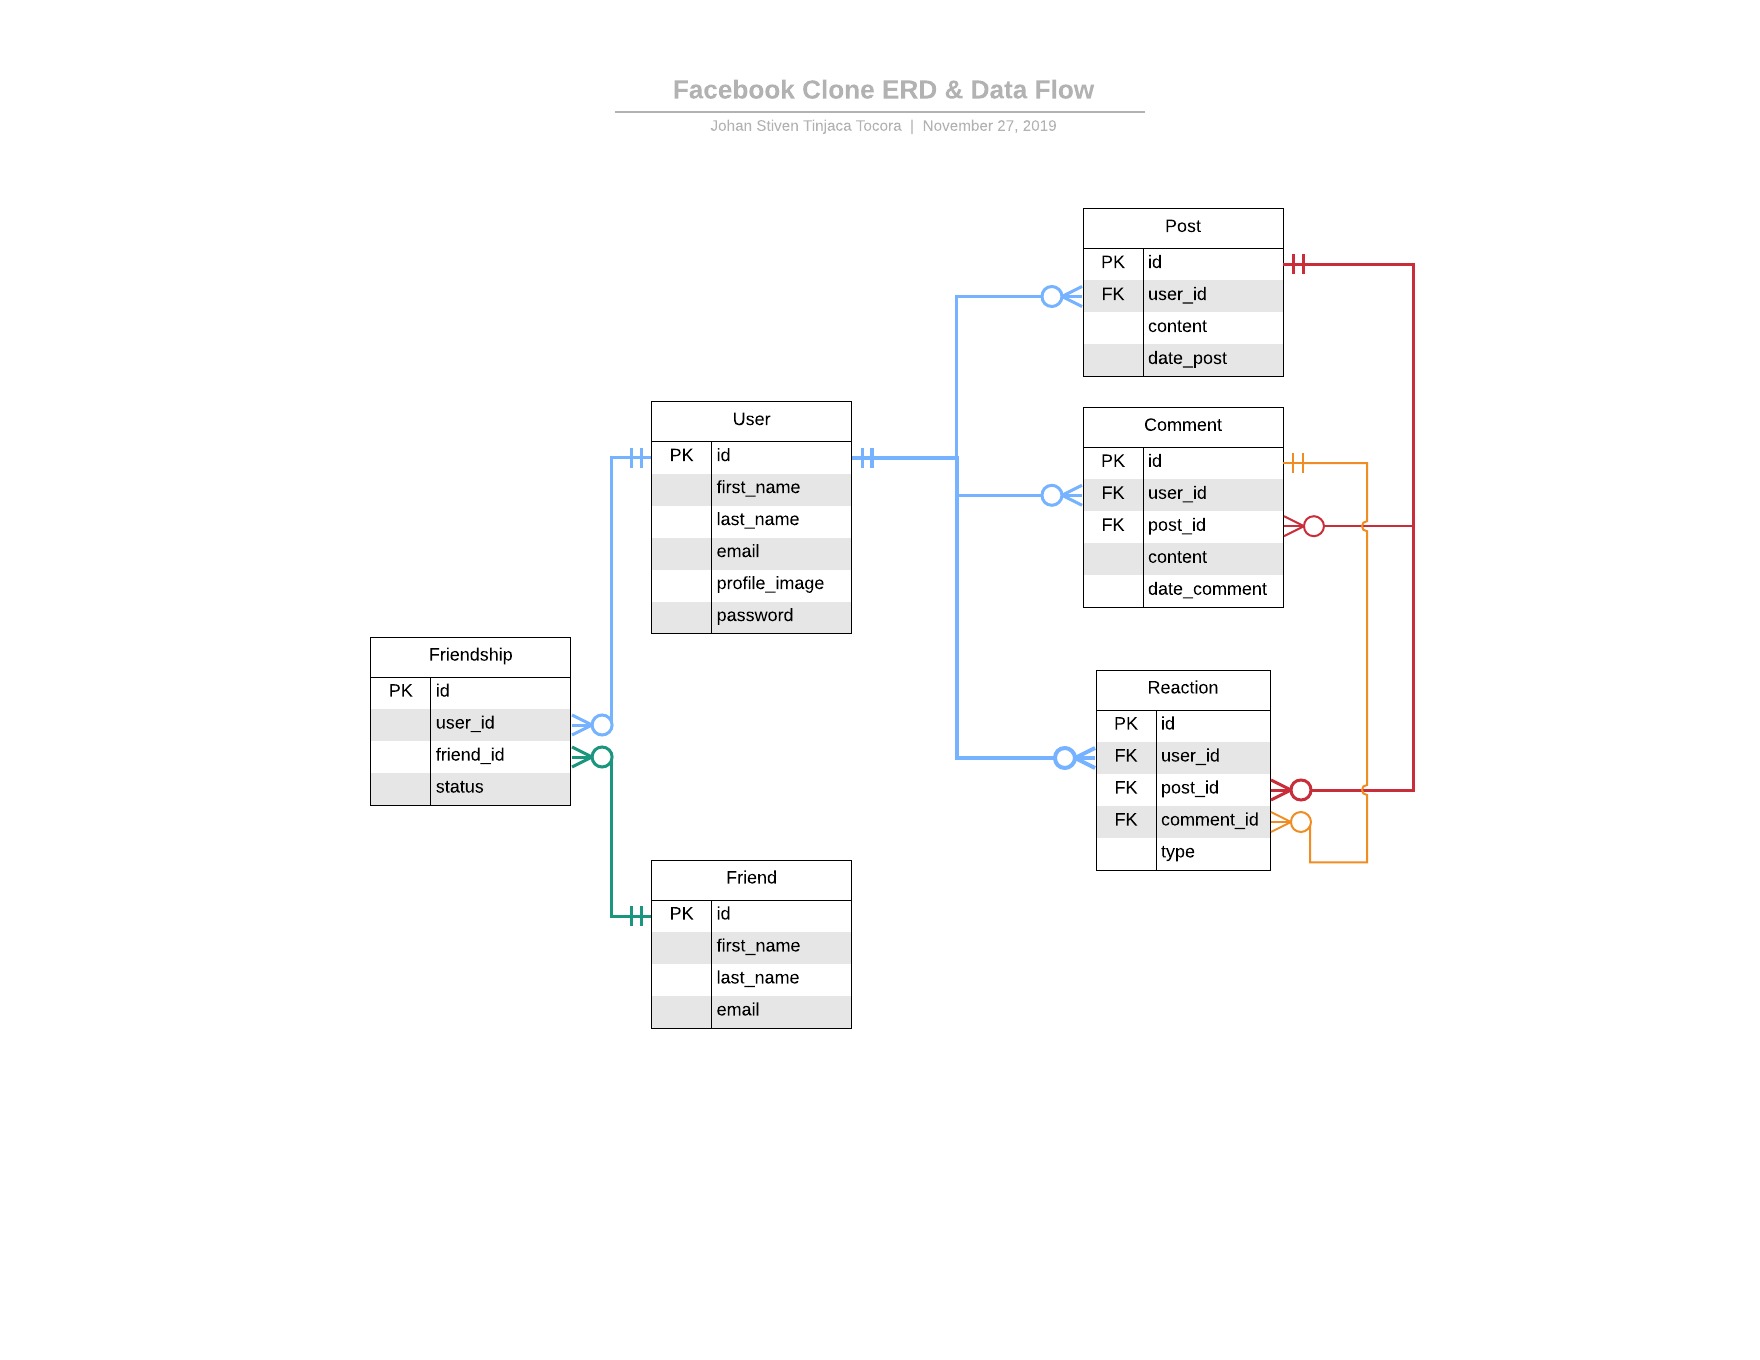 Facebook Clone ERD & Data Flow
Johan Stiven Tinjaca Tocora | November 27, 2019
Post
PK id
FK user_id
content
date_post
User
PK id
first_name
last_name
email
profile_image
password
Comment
PK id
FK user_id
FK post_id
content
date_comment
Friendship
PK id
user_id
friend_id
status
Reaction
PK id
FK user_id
FK post_id
FK comment_id
type
Friend
PK id
first_name
last_name
email